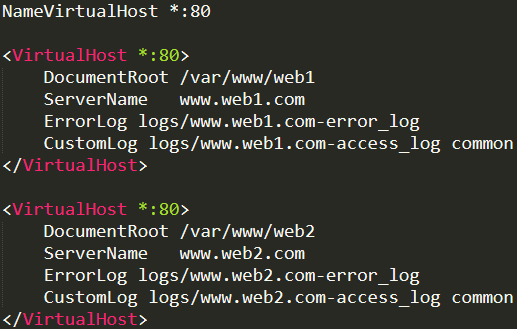 NameVirtualHost *:80
<VirtualHost *:80>
    DocumentRoot /var/www/web1
    ServerName   www.web1.com
    ErrorLog logs/www.web1.com-error_log
    CustomLog logs/www.web1.com-access_log common
</VirtualHost>
<VirtualHost *:80>
    DocumentRoot /var/www/web2
    ServerName   www.web2.com
    ErrorLog logs/www.web2.com-error_log
    CustomLog logs/www.web2.com-access_log common
</VirtualHost>